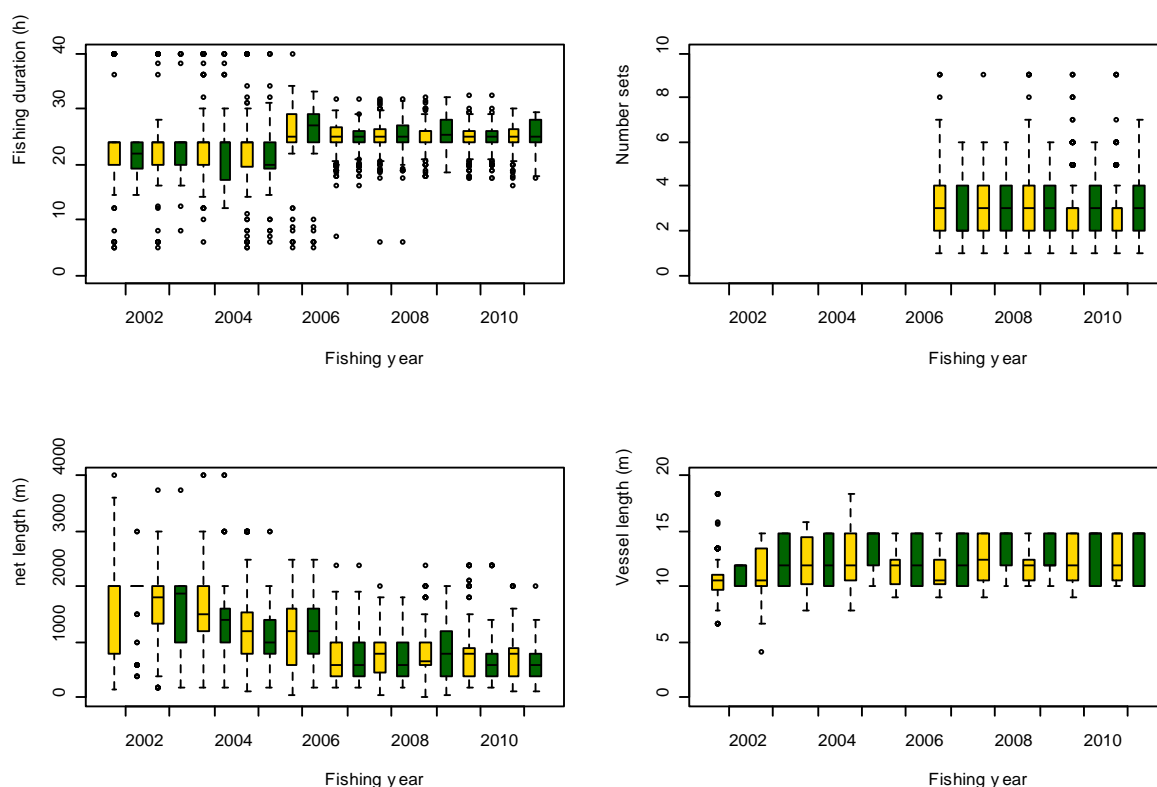 Fishing duration (h)
40
30
20
10
0
2002 2004 2006 2008 2010
Fishing y ear
Number sets
10
8
6
4
2
0
2002 2004 2006 2008 2010
Fishing y ear
net length (m)
4000
3000
2000
1000
0
2002 2004 2006 2008 2010
Fishing y ear
Vessel length (m)
20
15
10
5
0
2002 2004 2006 2008 2010
Fishing y ear